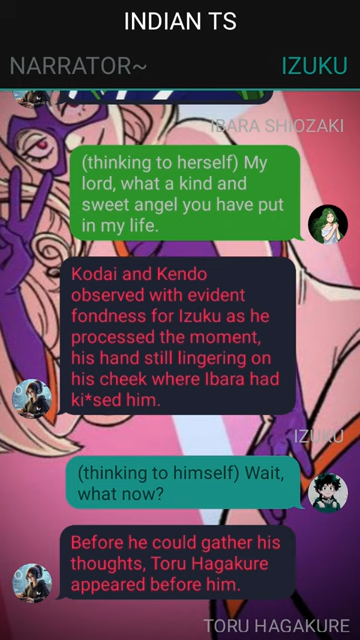 INDIAN TS
NARRATOR~
IZUKU
IBARA SHIOZAKI
(thinking to herself) My
lord, what a kind and
sweet angel you have put
in my life.
Kodai and Kendo
observed with evident
fondness for Izuku as he
processed the moment,
his hand still lingering on
his cheek where Ibara had
ki*sed him.
IZUKU
(thinking to himself) Wait,
what now?
Before he could gather his
thoughts, Toru Hagakure
appeared before him.
TORU HAGAKURE